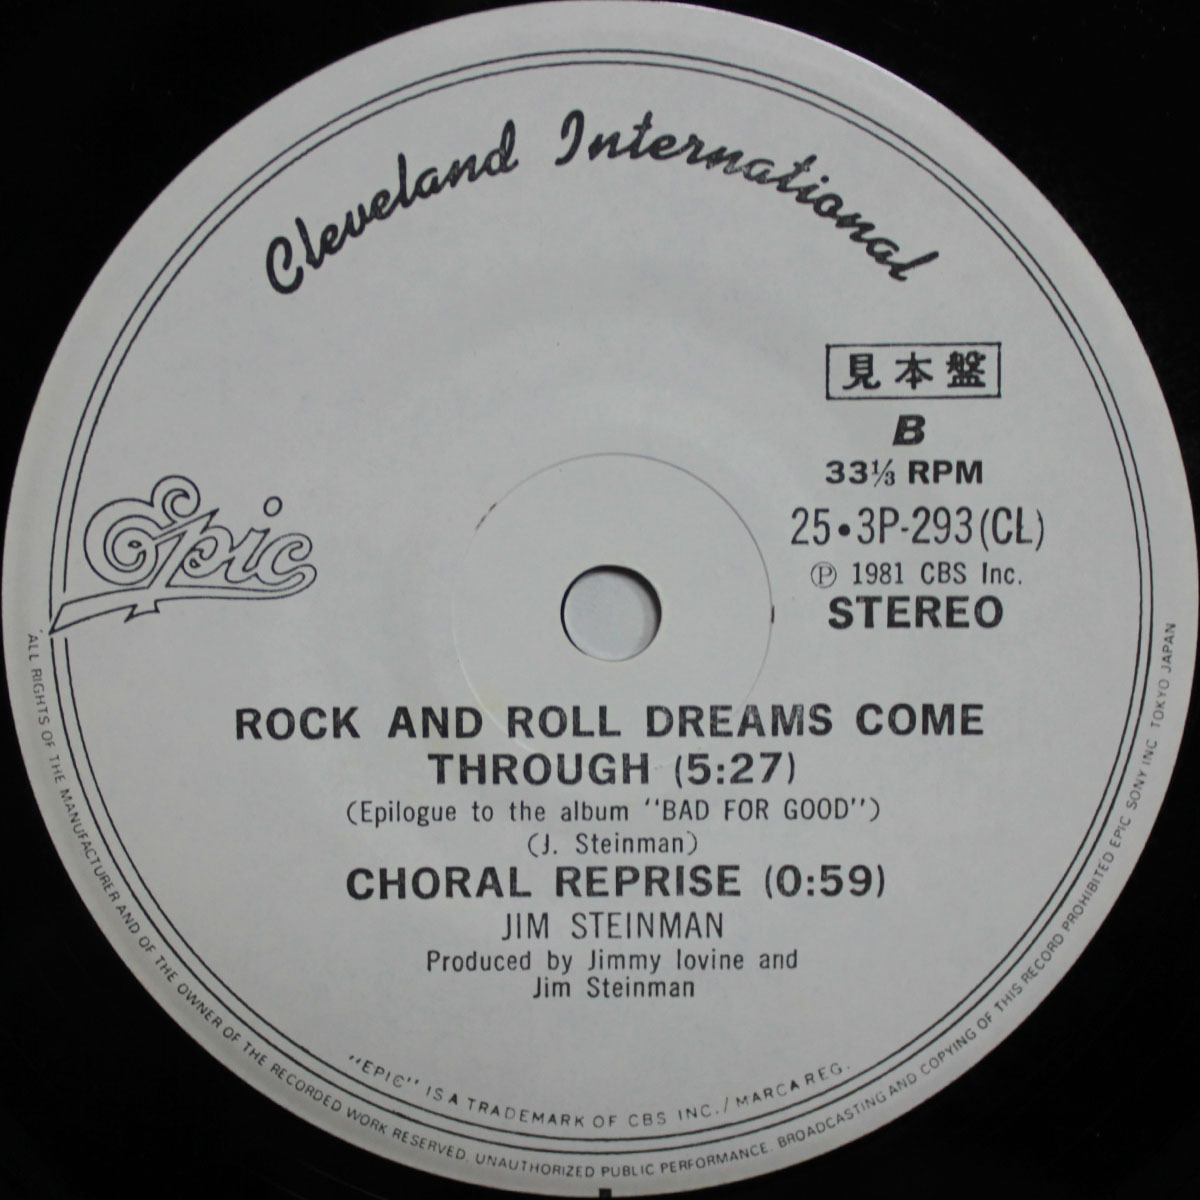 Cleveland International
見本盤
B
33⅓ RPM
Epic
25•3P-293(CL)
Ⓟ 1981 CBS Inc.
STEREO
ROCK AND ROLL DREAMS COME
THROUGH (5:27)
(Epilogue to the album "BAD FOR GOOD")
(J. Steinman)
CHORAL REPRISE (0:59)
JIM STEINMAN
Produced by Jimmy Iovine and
Jim Steinman
"EPIC" IS A TRADEMARK OF CBS INC./MARCA REG.
ALL RIGHTS OF THE MANUFACTURER AND OF THE OWNER OF THE RECORDED WORK RESERVED. UNAUTHORIZED PUBLIC PERFORMANCE. BROADCASTING AND COPYING OF THIS RECORD PROHIBITED EPIC SONY INC TOKYO JAPAN